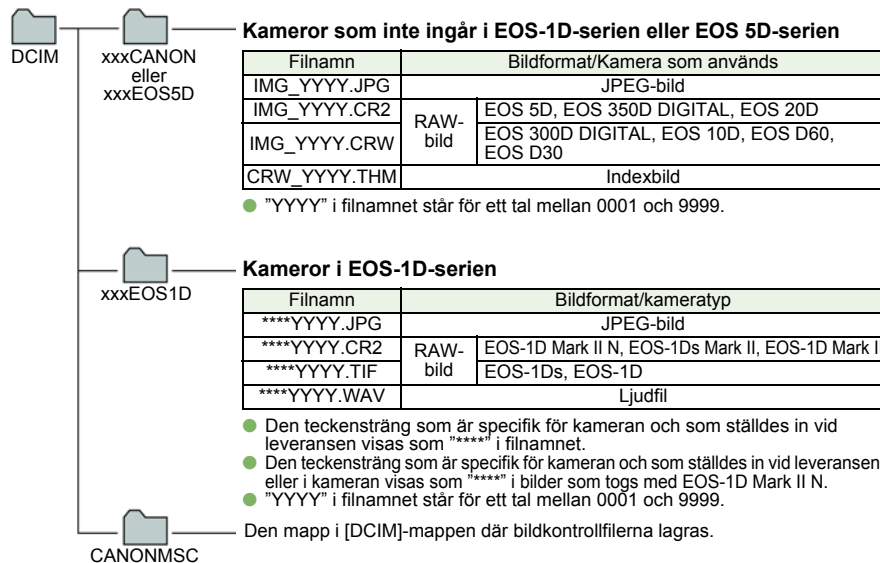 DCIM
xxxCANON
eller
xxxEOS5D
Kameror som inte ingår i EOS-1D-serien eller EOS 5D-serien
Filnamn Bildformat/Kamera som används
IMG_YYYY.JPG JPEG-bild
IMG_YYYY.CR2 RAW-bild EOS 5D, EOS 350D DIGITAL, EOS 20D
IMG_YYYY.CRW EOS 300D DIGITAL, EOS 10D, EOS D60,
EOS D30
CRW_YYYY.THM Indexbild
"YYYY" i filnamnet står för ett tal mellan 0001 och 9999.
xxxEOS1D
Kameror i EOS-1D-serien
Filnamn Bildformat/kameratyp
****YYYY.JPG JPEG-bild
****YYYY.CR2 RAW-bild EOS-1D Mark II N, EOS-1Ds Mark II, EOS-1D Mark I
****YYYY.TIF EOS-1Ds, EOS-1D
****YYYY.WAV Ljudfil
Den teckensträng som är specifik för kameran och som ställdes in vid
leveransen visas som "****" i filnamnet.
Den teckensträng som är specifik för kameran och som ställdes in vid leveransen
eller i kameran visas som "****" i bilder som togs med EOS-1D Mark II N.
"YYYY" i filnamnet står för ett tal mellan 0001 och 9999.
CANONMSC
Den mapp i [DCIM]-mappen där bildkontrollfilerna lagras.